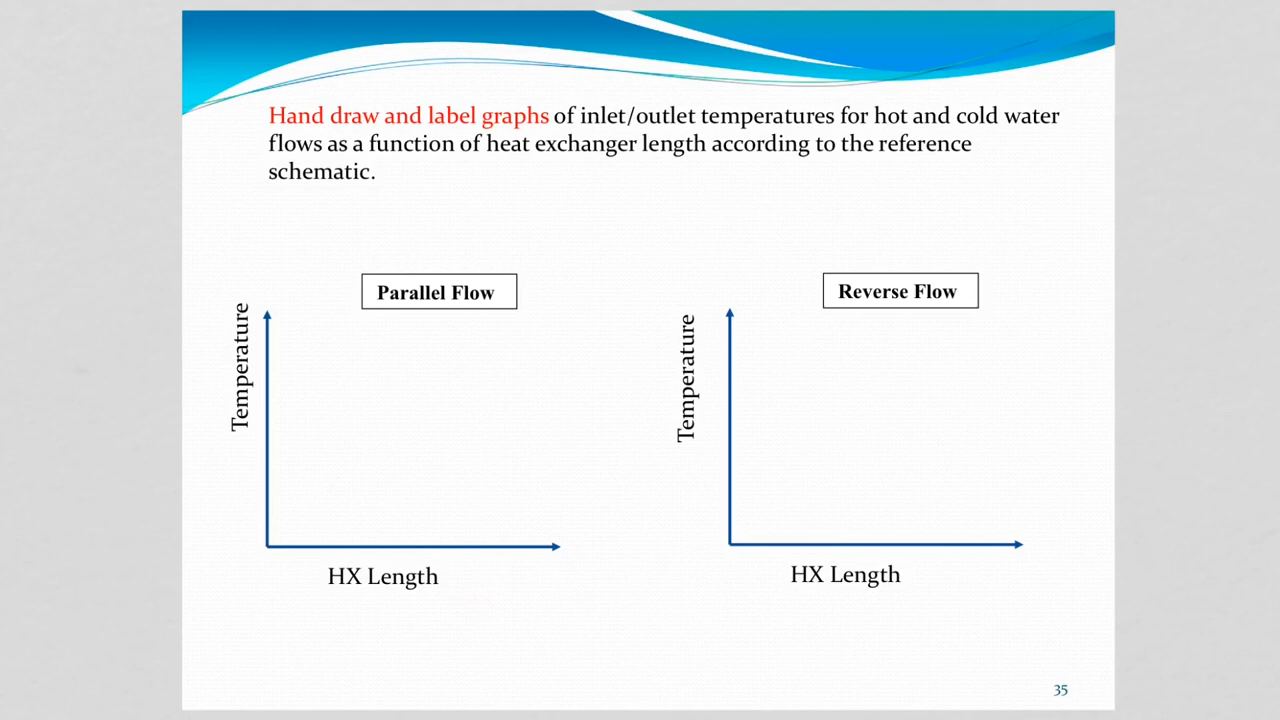 Hand draw and label graphs of inlet/outlet temperatures for hot and cold water
flows as a function of heat exchanger length according to the reference
schematic.
Parallel Flow
Temperature
HX Length
Reverse Flow
Temperature
HX Length
35